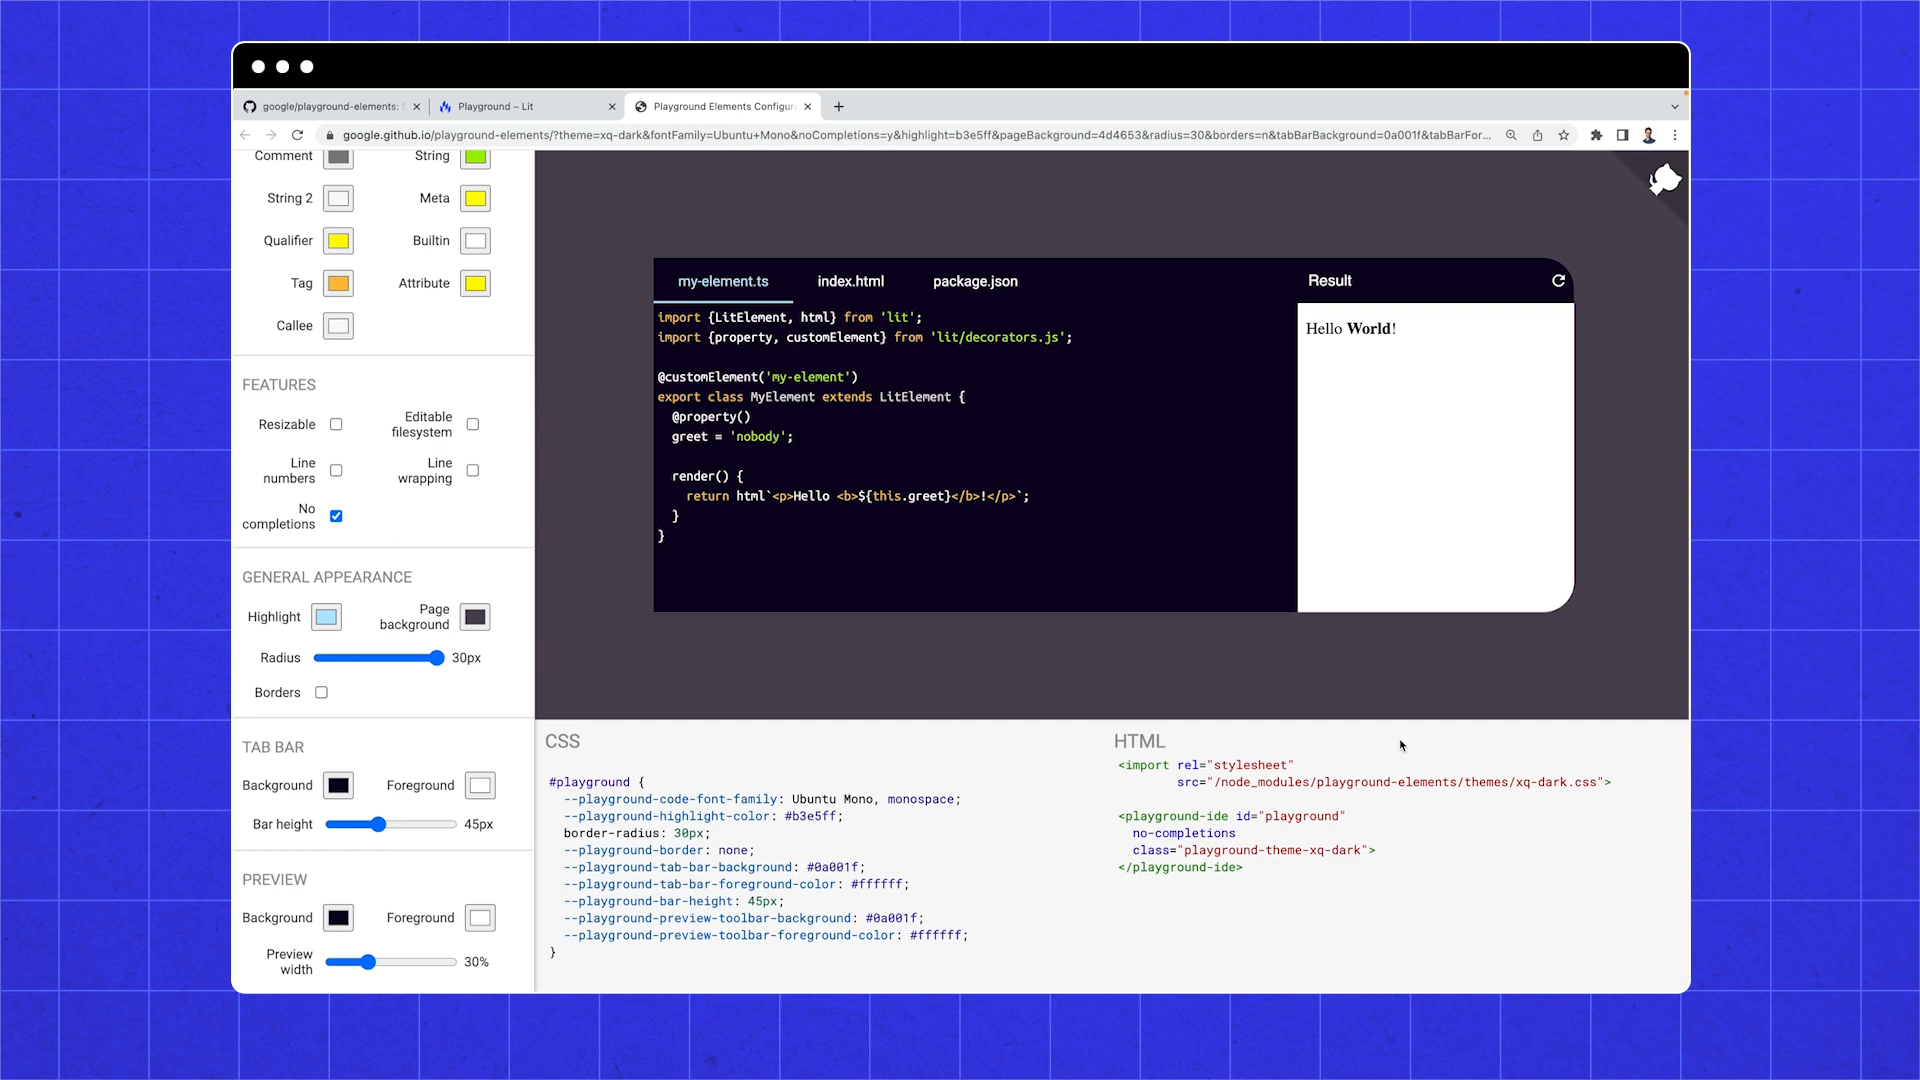 google/playground-elements:
Playground – Lit
Playground Elements Configur
google.github.io/playground-elements/?theme=xq-dark&fontFamily=Ubuntu+Mono&noCompletions=y&highlight=b3e5ff&pageBackground=4d4653&radius=30&borders=n&tabBarBackground=0a001f&tabBarFor...
Comment
String
String 2
Meta
Qualifier
Builtin
Tag
Attribute
Callee
FEATURES
Resizable
Editable
filesystem
Line
numbers
Line
wrapping
No
completions
GENERAL APPEARANCE
Highlight
Page
background
Radius
30px
Borders
TAB BAR
Background
Foreground
Bar height
45px
PREVIEW
Background
Foreground
Preview
width
30%
my-element.ts
index.html
package.json
import {LitElement, html} from 'lit';
import {property, customElement} from 'lit/decorators.js';
@customElement('my-element')
export class MyElement extends LitElement {
@property()
greet = 'nobody';
render() {
return html`<p>Hello <b>${this.greet}</b>!</p>`;
}
}
Result
Hello World!
CSS
#playground {
--playground-code-font-family: Ubuntu Mono, monospace;
--playground-highlight-color: #b3e5ff;
border-radius: 30px;
--playground-border: none;
--playground-tab-bar-background: #0a001f;
--playground-tab-bar-foreground-color: #ffffff;
--playground-bar-height: 45px;
--playground-preview-toolbar-background: #0a001f;
--playground-preview-toolbar-foreground-color: #ffffff;
}
HTML
<import rel="stylesheet"
src="/node_modules/playground-elements/themes/xq-dark.css">
<playground-ide id="playground"
no-completions
class="playground-theme-xq-dark">
</playground-ide>